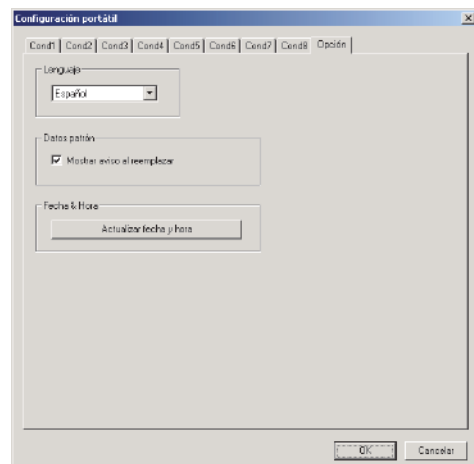 Configuración portátil
Cond1 Cond2 Cond3 Cond4 Cond5 Cond6 Cond7 Cond8 Opción
Lenguaje
Español
Datos patrón
Mostrar aviso al reemplazar
Fecha & Hora
Actualizar fecha y hora
OK Cancelar